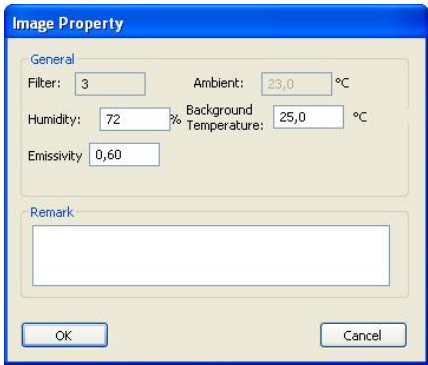 Image Property
General
Filter: 3 Ambient: 23,0 °C
Humidity: 72 % Background Temperature: 25,0 °C
Emissivity 0,60
Remark
OK Cancel